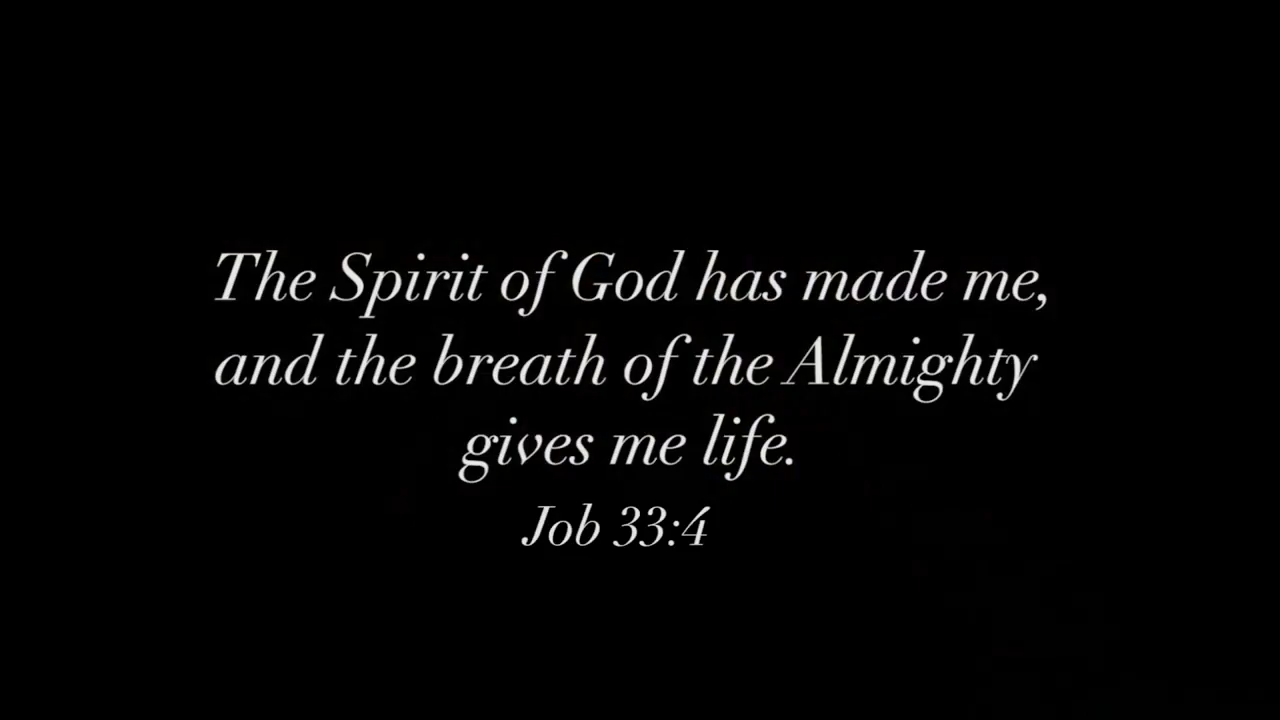 The Spirit of God has made me,
and the breath of the Almighty
gives me life.
Job 33:4